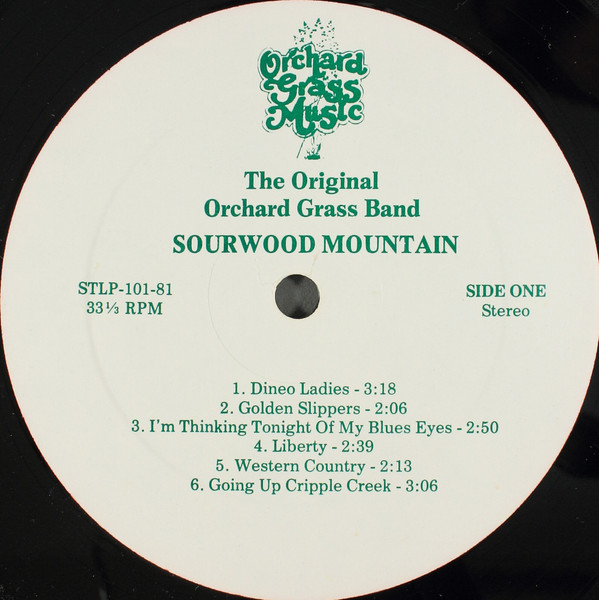 Orchard
Grass
Music
The Original
Orchard Grass Band
SOURWOOD MOUNTAIN
STLP-101-81
33 ⅓ RPM
SIDE ONE
Stereo
1. Dineo Ladies - 3:18
2. Golden Slippers - 2:06
3. I'm Thinking Tonight Of My Blues Eyes - 2:50
4. Liberty - 2:39
5. Western Country - 2:13
6. Going Up Cripple Creek - 3:06